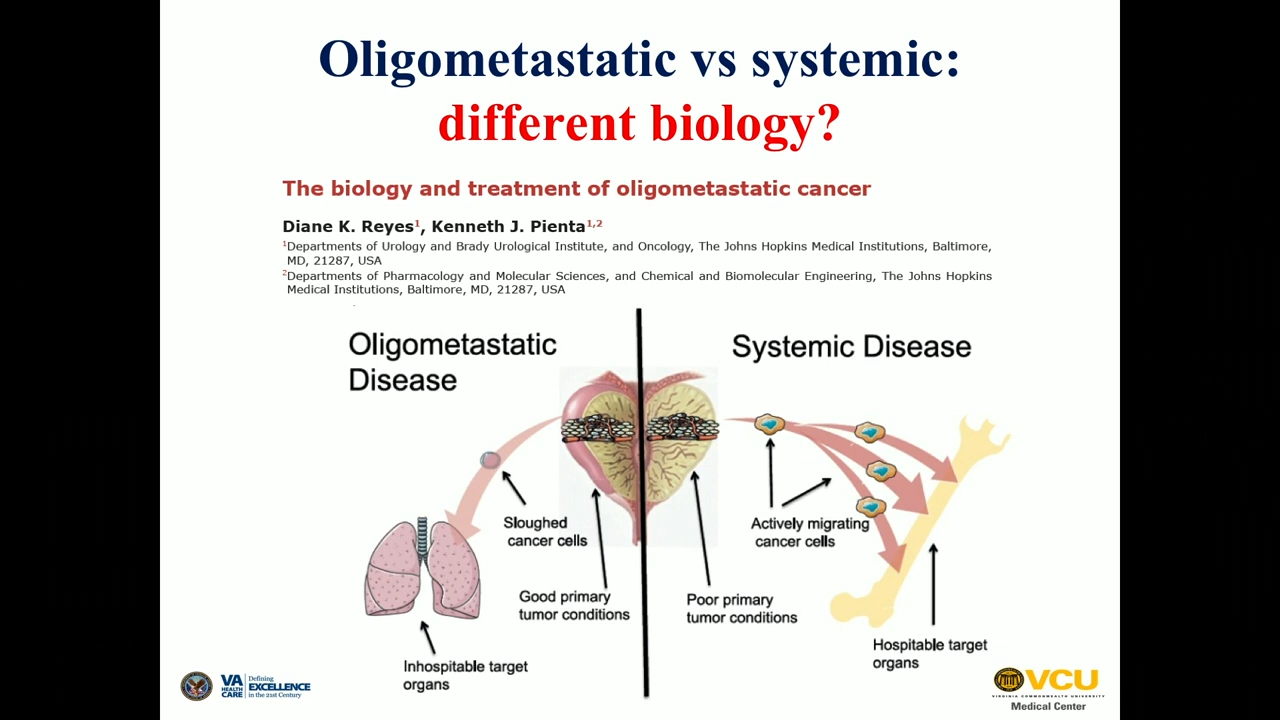 Oligometastatic vs systemic:
different biology?
The biology and treatment of oligometastatic cancer
Diane K. Reyes1, Kenneth J. Pienta1,2
1Departments of Urology and Brady Urological Institute, and Oncology, The Johns Hopkins Medical Institutions, Baltimore,
MD, 21287, USA
2Departments of Pharmacology and Molecular Sciences, and Chemical and Biomolecular Engineering, The Johns Hopkins
Medical Institutions, Baltimore, MD, 21287, USA
Oligometastatic
Disease
Systemic Disease
Sloughed
cancer cells
Good primary
tumor conditions
Inhospitable target
organs
Actively migrating
cancer cells
Poor primary
tumor conditions
Hospitable target
organs
VA
HEALTH
CARE
Defining
EXCELLENCE
in the 21st Century
VCU
VIRGINIA COMMONWEALTH UNIVERSITY
Medical Center